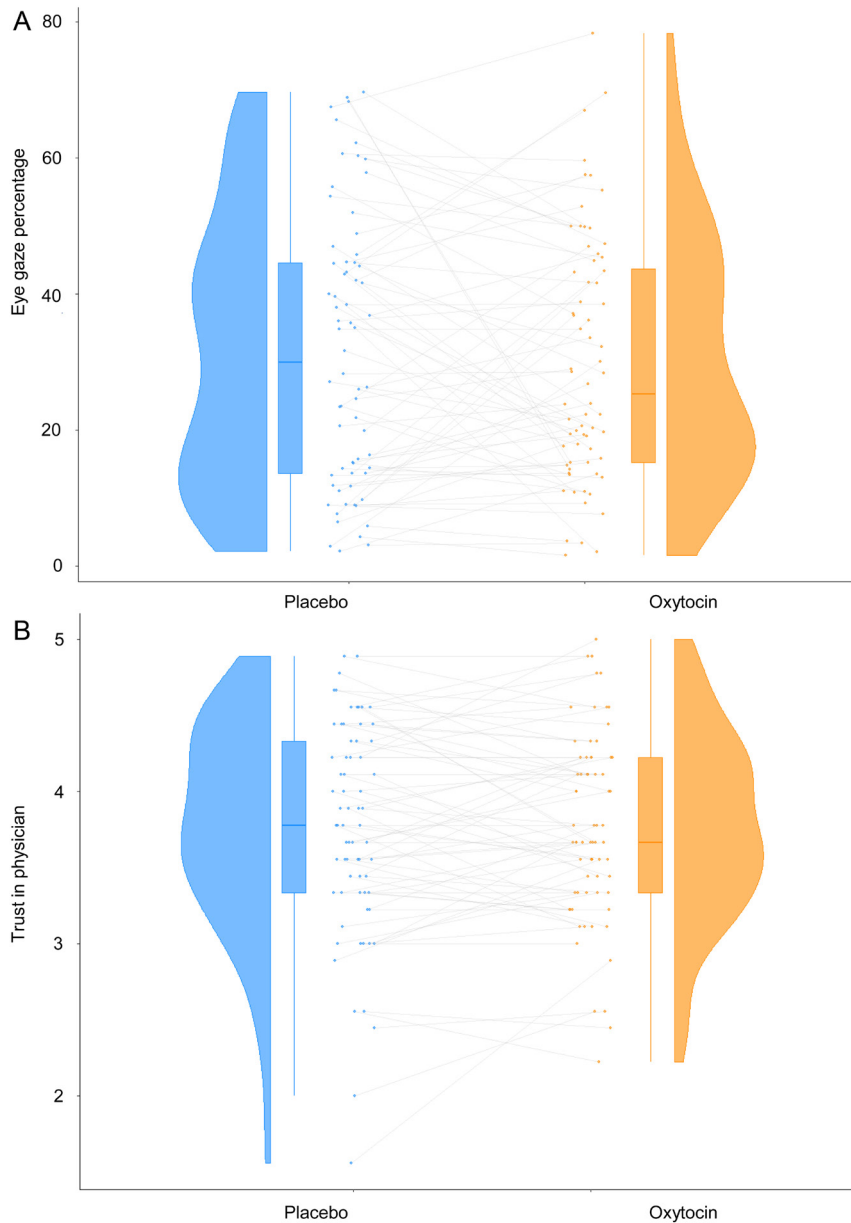 A
80
60
40
20
0
Eye gaze percentage
Placebo
Oxytocin
B
5
4
3
2
Trust in physician
Placebo
Oxytocin